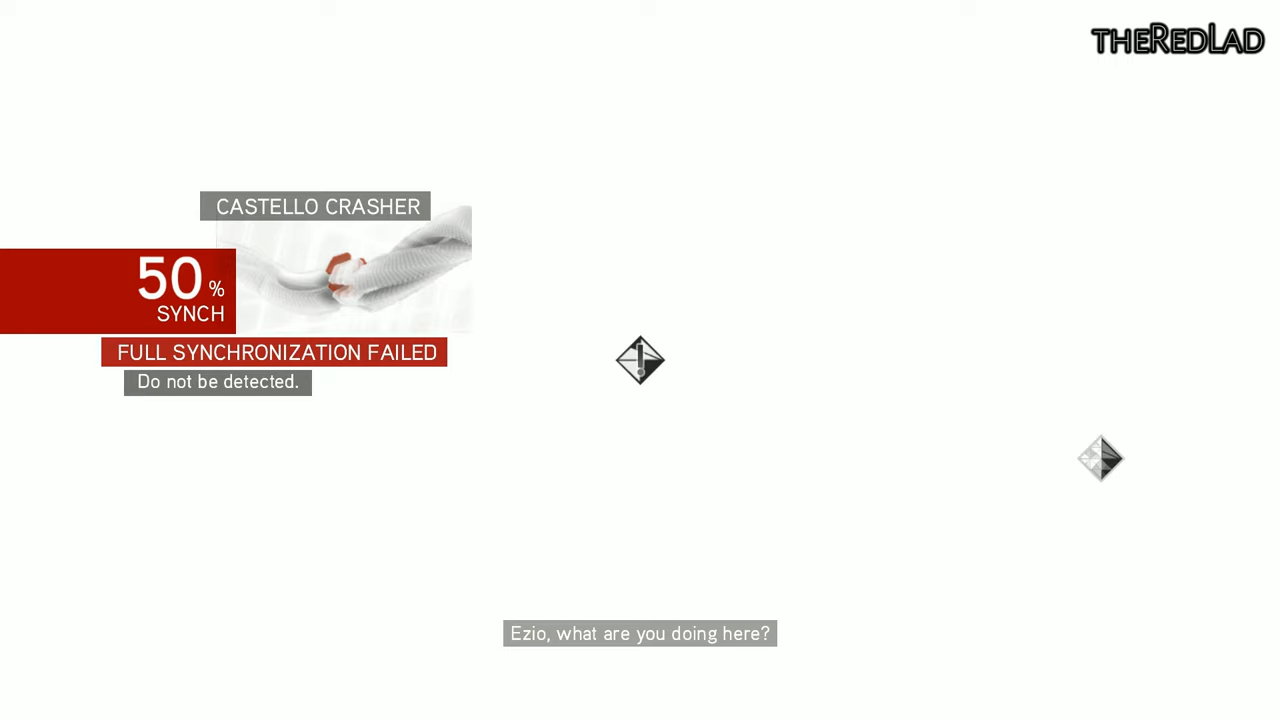 THEREDLAD
CASTELLO CRASHER
50 %
SYNCH
FULL SYNCHRONIZATION FAILED
Do not be detected.
Ezio, what are you doing here?